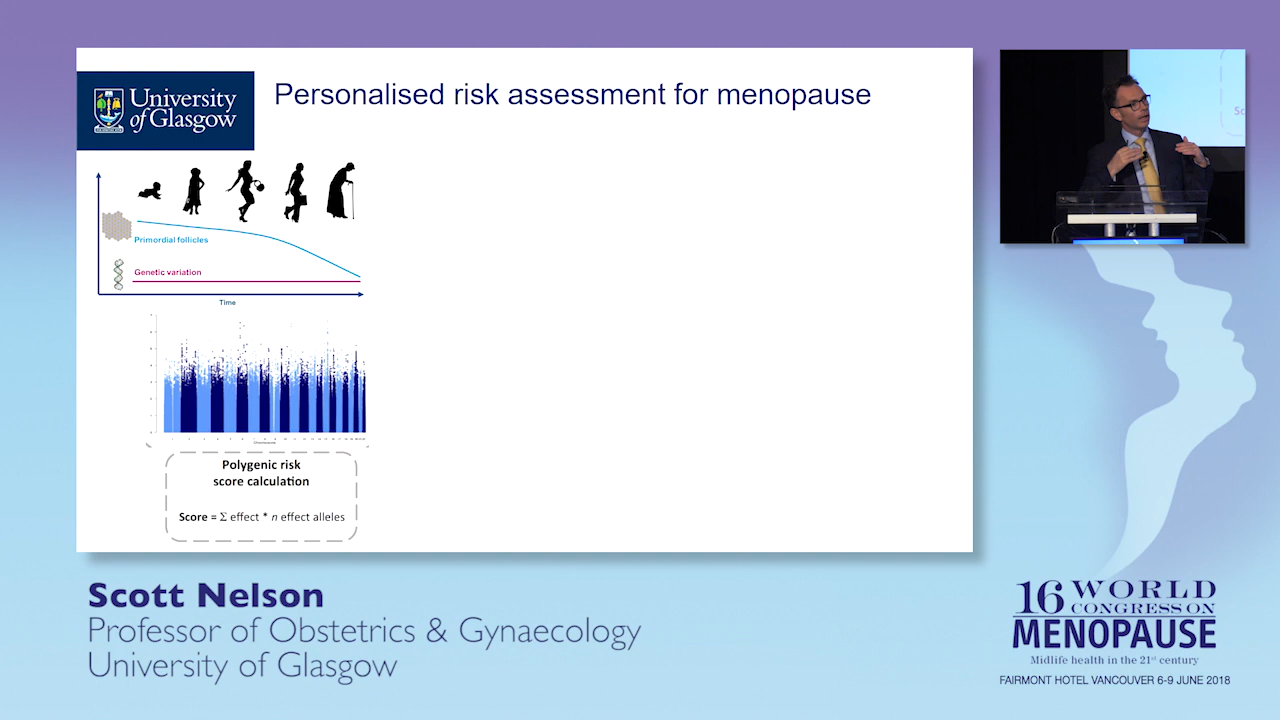 University
of Glasgow
Personalised risk assessment for menopause
Primordial follicles
Genetic variation
Time
Polygenic risk
score calculation
Score = Σ effect * n effect alleles
Scott Nelson
Professor of Obstetrics & Gynaecology
University of Glasgow
16 WORLD
CONGRESS ON
MENOPAUSE
Midlife health in the 21st century
FAIRMONT HOTEL VANCOUVER 6-9 JUNE 2018